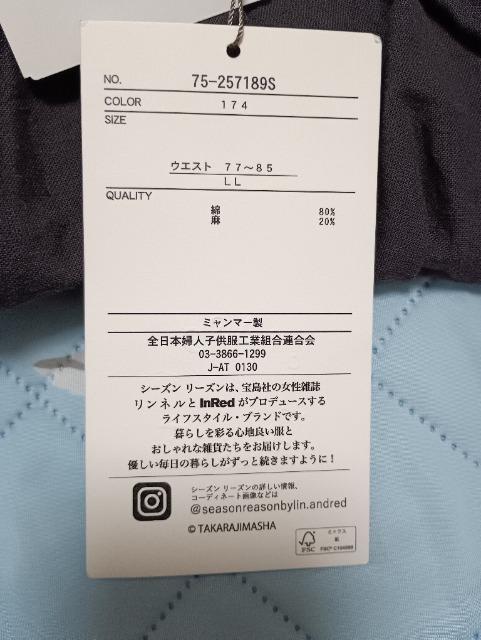 NO. 75-257189S
COLOR 174
SIZE
ウエスト 77～85
LL
QUALITY
綿 80%
麻 20%
ミャンマー製
全日本婦人子供服工業組合連合会
03-3866-1299
J-AT 0130
シーズン リーズンは、宝島社の女性雑誌
リンネルと InRed がプロデュースする
ライフスタイル・ブランドです。
暮らしを彩る心地良い服と
おしゃれな雑貨たちをお届けします。
優しい毎日の暮らしがずっと続きますように！
シーズン リーズンの詳しい情報、
コーディネート画像などは
@seasonreasonbylin.andred
© TAKARAJIMASHA
ミックス
紙
FSC